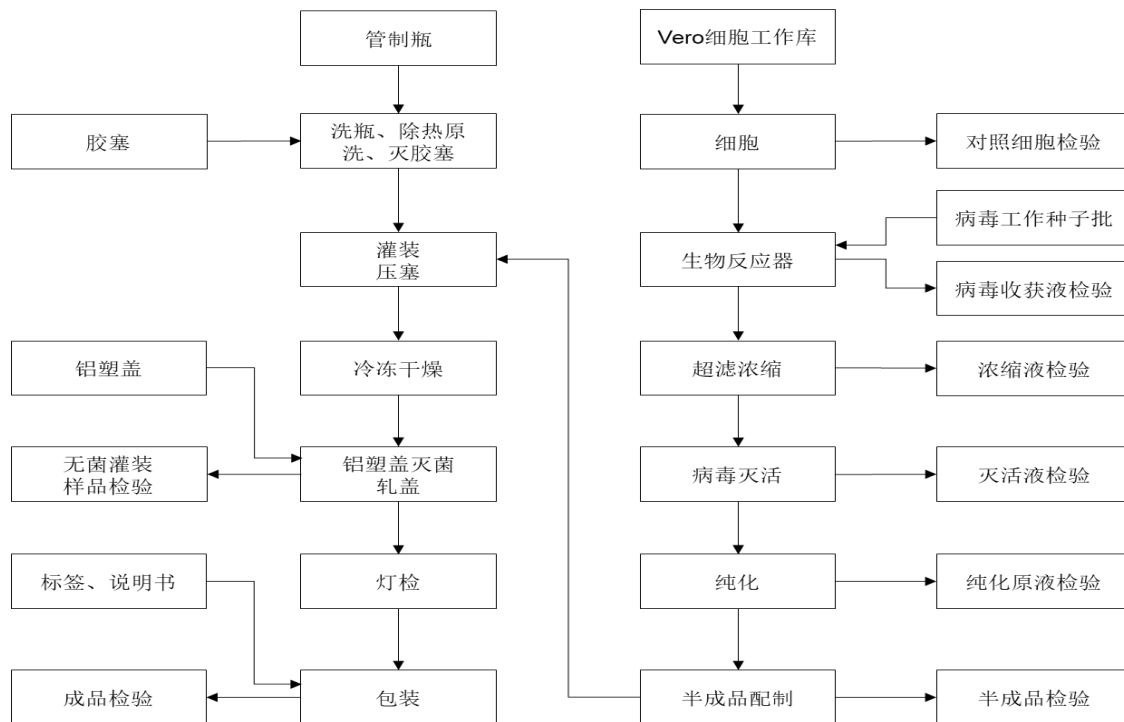 管制瓶
Vero细胞工作库
胶塞
洗瓶、除热原
洗、灭胶塞
细胞
对照细胞检验
病毒工作种子批
灌装
压塞
生物反应器
病毒收获液检验
铝塑盖
冷冻干燥
超滤浓缩
浓缩液检验
无菌灌装
样品检验
铝塑盖灭菌
轧盖
病毒灭活
灭活液检验
标签、说明书
灯检
纯化
纯化原液检验
成品检验
包装
半成品配制
半成品检验